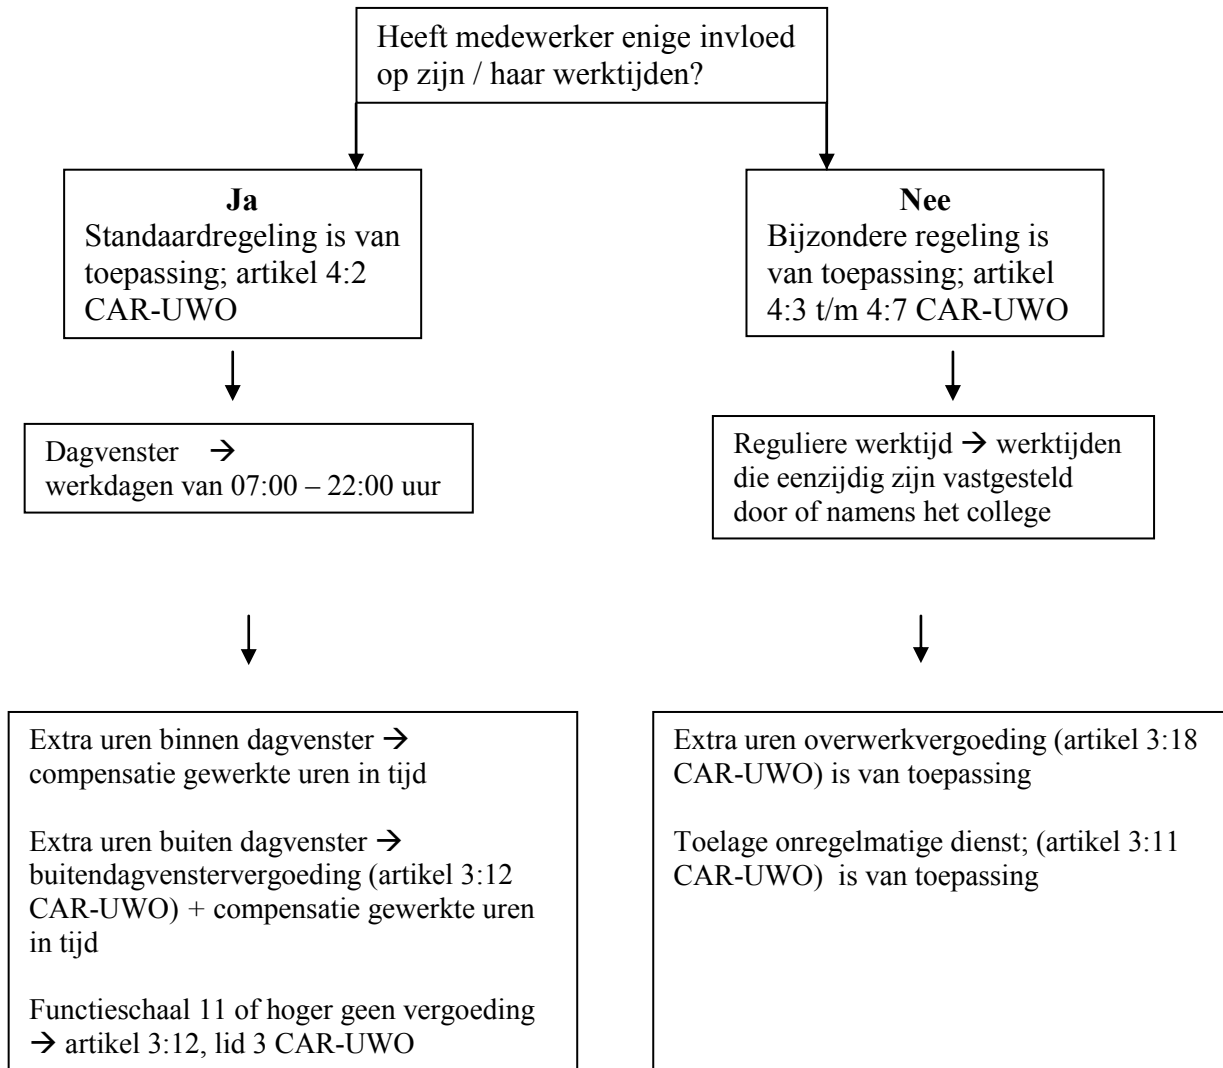 Heeft medewerker enige invloed
op zijn / haar werktijden?
Ja
Standaardregeling is van
toepassing; artikel 4:2
CAR-UWO
Nee
Bijzondere regeling is
van toepassing; artikel
4:3 t/m 4:7 CAR-UWO
Dagvenster →
werkdagen van 07:00 – 22:00 uur
Reguliere werktijd → werktijden
die eenzijdig zijn vastgesteld
door of namens het college
Extra uren binnen dagvenster →
compensatie gewerkte uren in tijd
Extra uren buiten dagvenster →
buitendagvenstervergoeding (artikel 3:12
CAR-UWO) + compensatie gewerkte uren
in tijd
Functieschaal 11 of hoger geen vergoeding
→ artikel 3:12, lid 3 CAR-UWO
Extra uren overwerkvergoeding (artikel 3:18
CAR-UWO) is van toepassing
Toelage onregelmatige dienst; (artikel 3:11
CAR-UWO)  is van toepassing